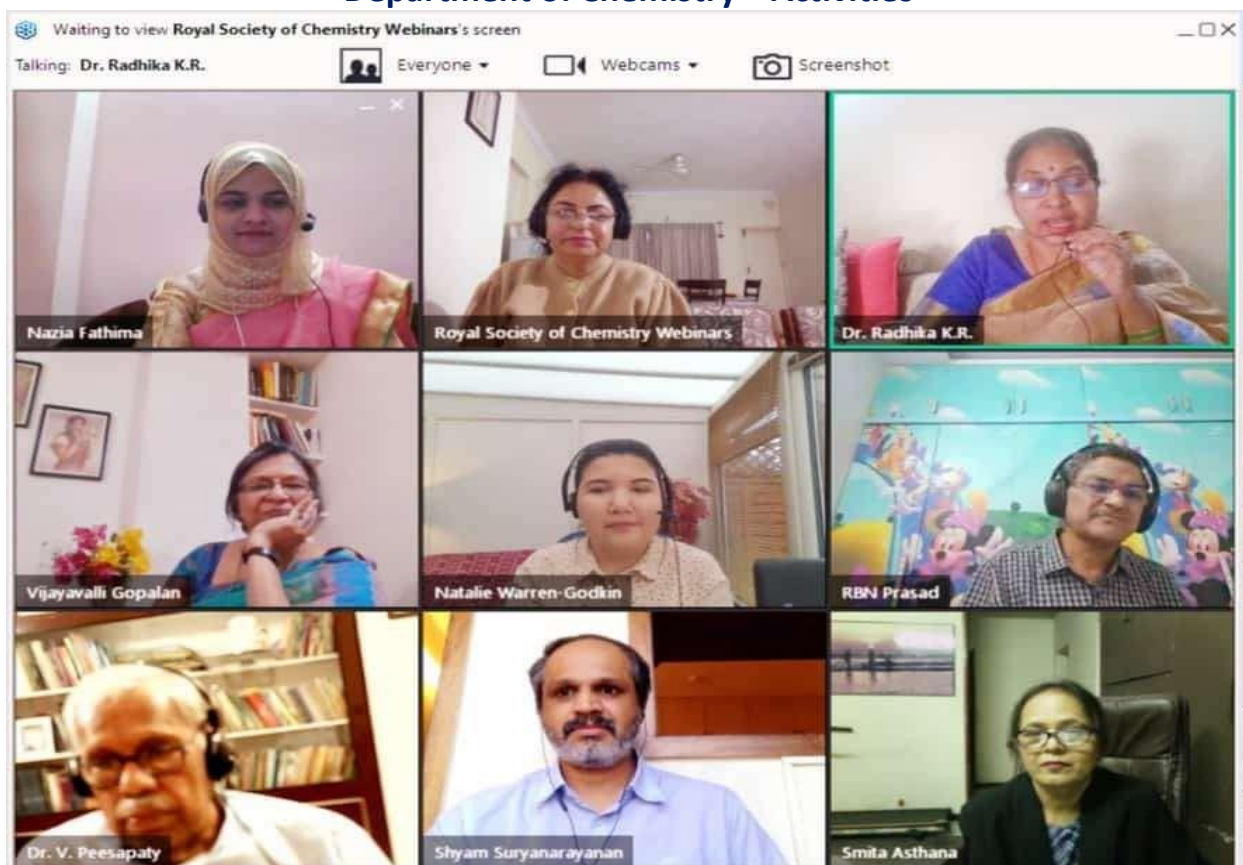 Department of Chemistry - Activities
Waiting to view Royal Society of Chemistry Webinars's screen
Talking: Dr. Radhika K.R.
Everyone
Webcams
Screenshot
Nazia Fathima
Royal Society of Chemistry Webinars
Dr. Radhika K.R.
Vijayavalli Gopalan
Natalie Warren-Godkin
RBN Prasad
Dr. V. Peesapaty
Shyam Suryanarayanan
Smita Asthana